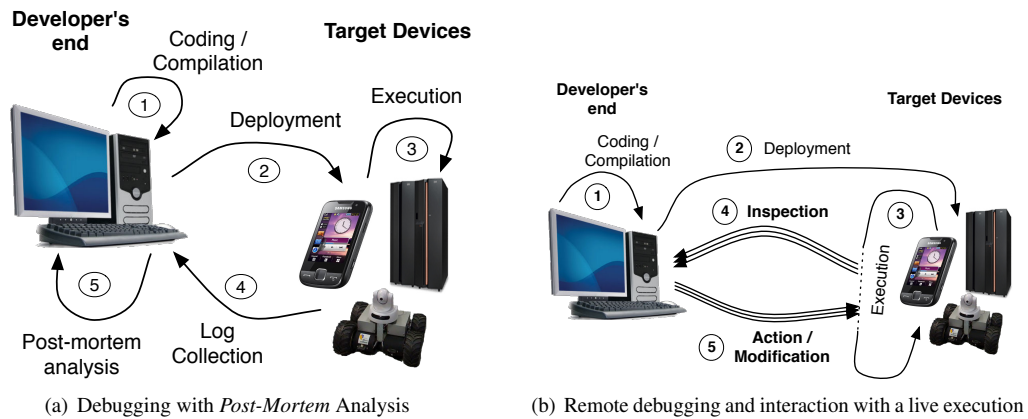 Developer's
end
Target Devices
Coding /
Compilation
1
Execution
3
Deployment
2
SAMSUNG
5
4
Post-mortem
analysis
Log
Collection
(a) Debugging with Post-Mortem Analysis
Developer's
end
Target Devices
Coding /
Compilation
2 Deployment
1
4 Inspection
3
Execution
5 Action /
Modification
(b) Remote debugging and interaction with a live execution